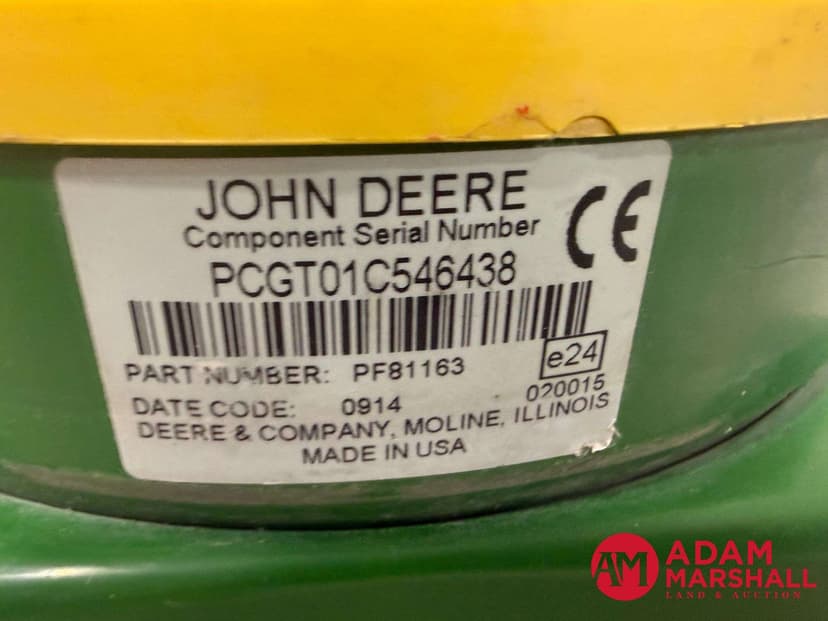 JOHN DEERE
Component Serial Number
CE
PCGT01C546438
PART NUMBER: PF81163
e24
020015
DATE CODE: 0914
DEERE & COMPANY, MOLINE, ILLINOIS
MADE IN USA
AM
ADAM
MARSHALL
LAND & AUCTION